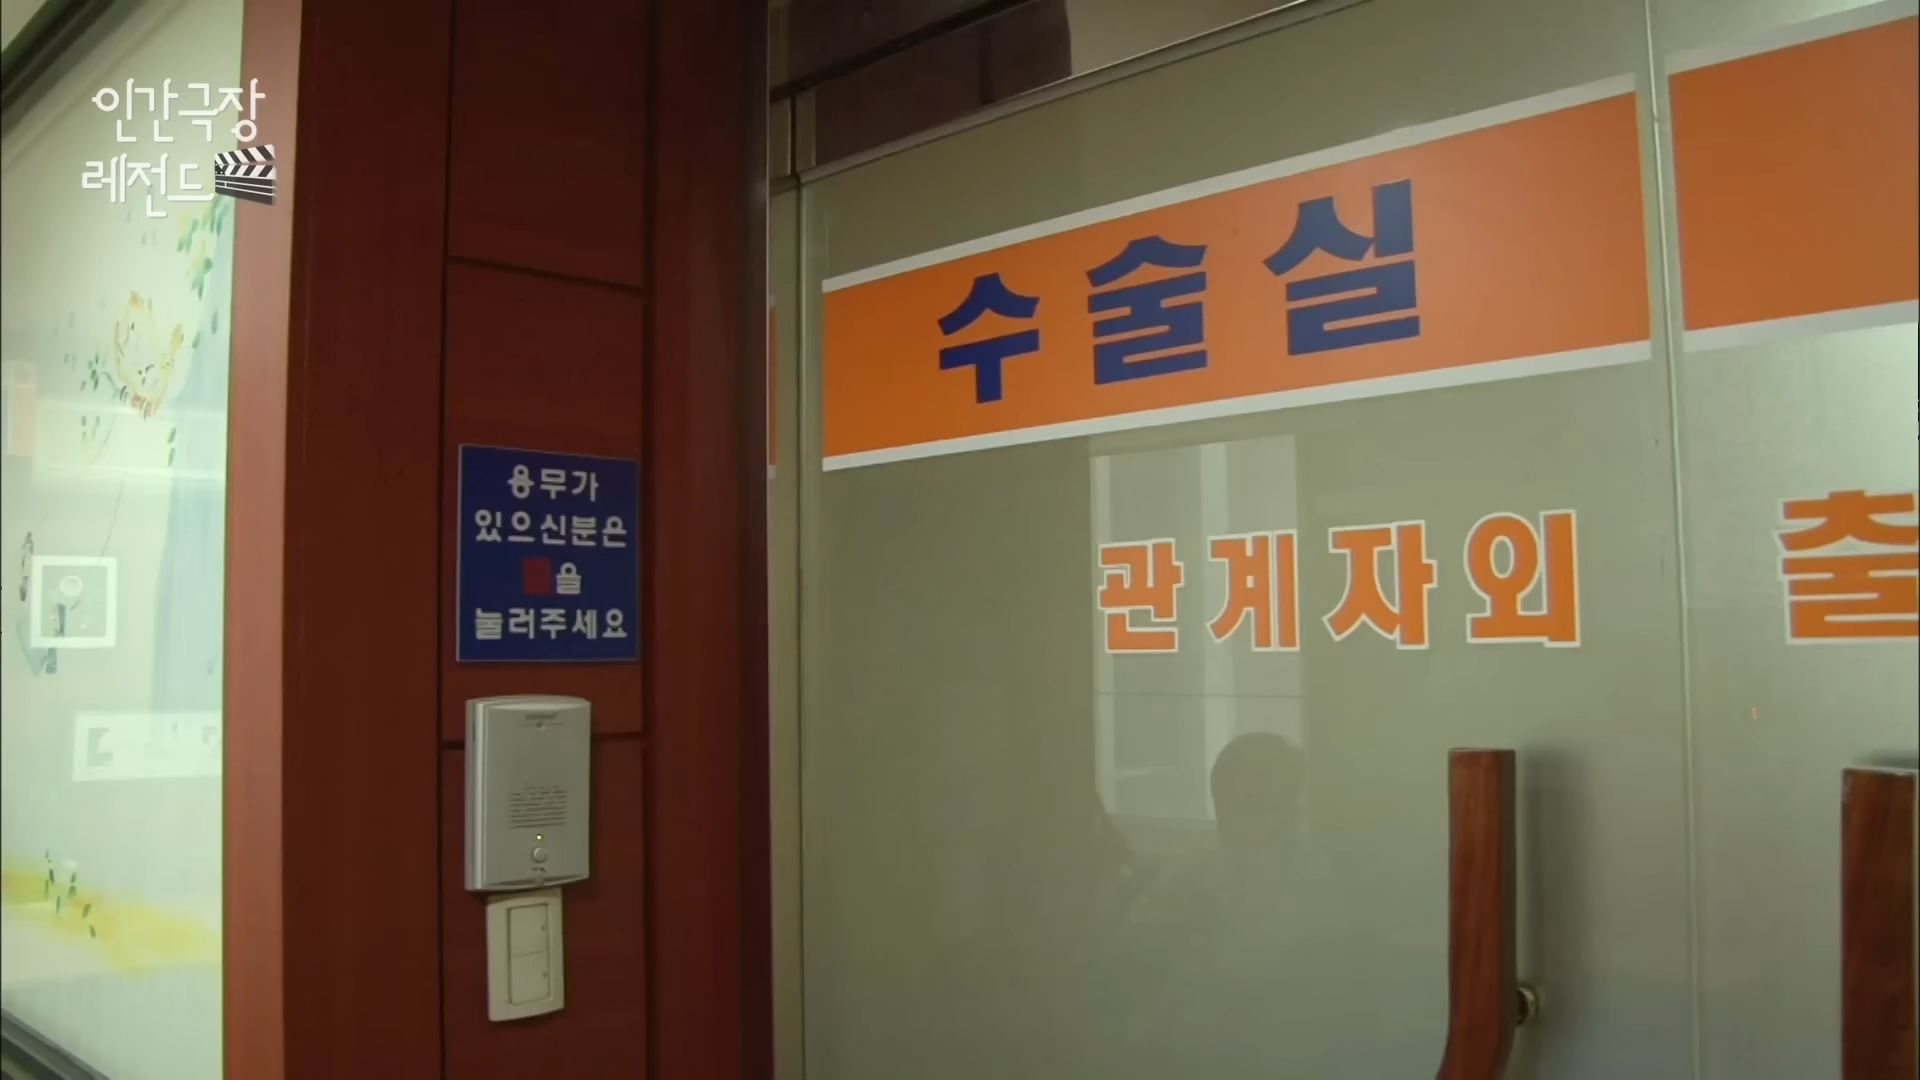 인간극장
레전드
수술실
관계자외 출
용무가
있으신분은
을
눌러주세요